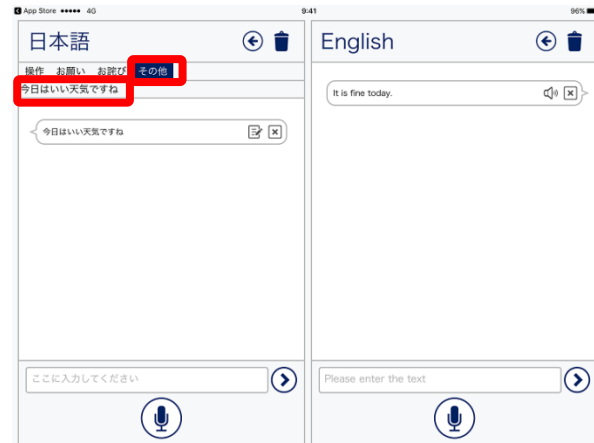 App Store 4G 9:41 96%
日本語
操作 お願い お詫び その他
今日はいい天気ですね
今日はいい天気ですね
ここに入力してください
English
It is fine today.
Please enter the text